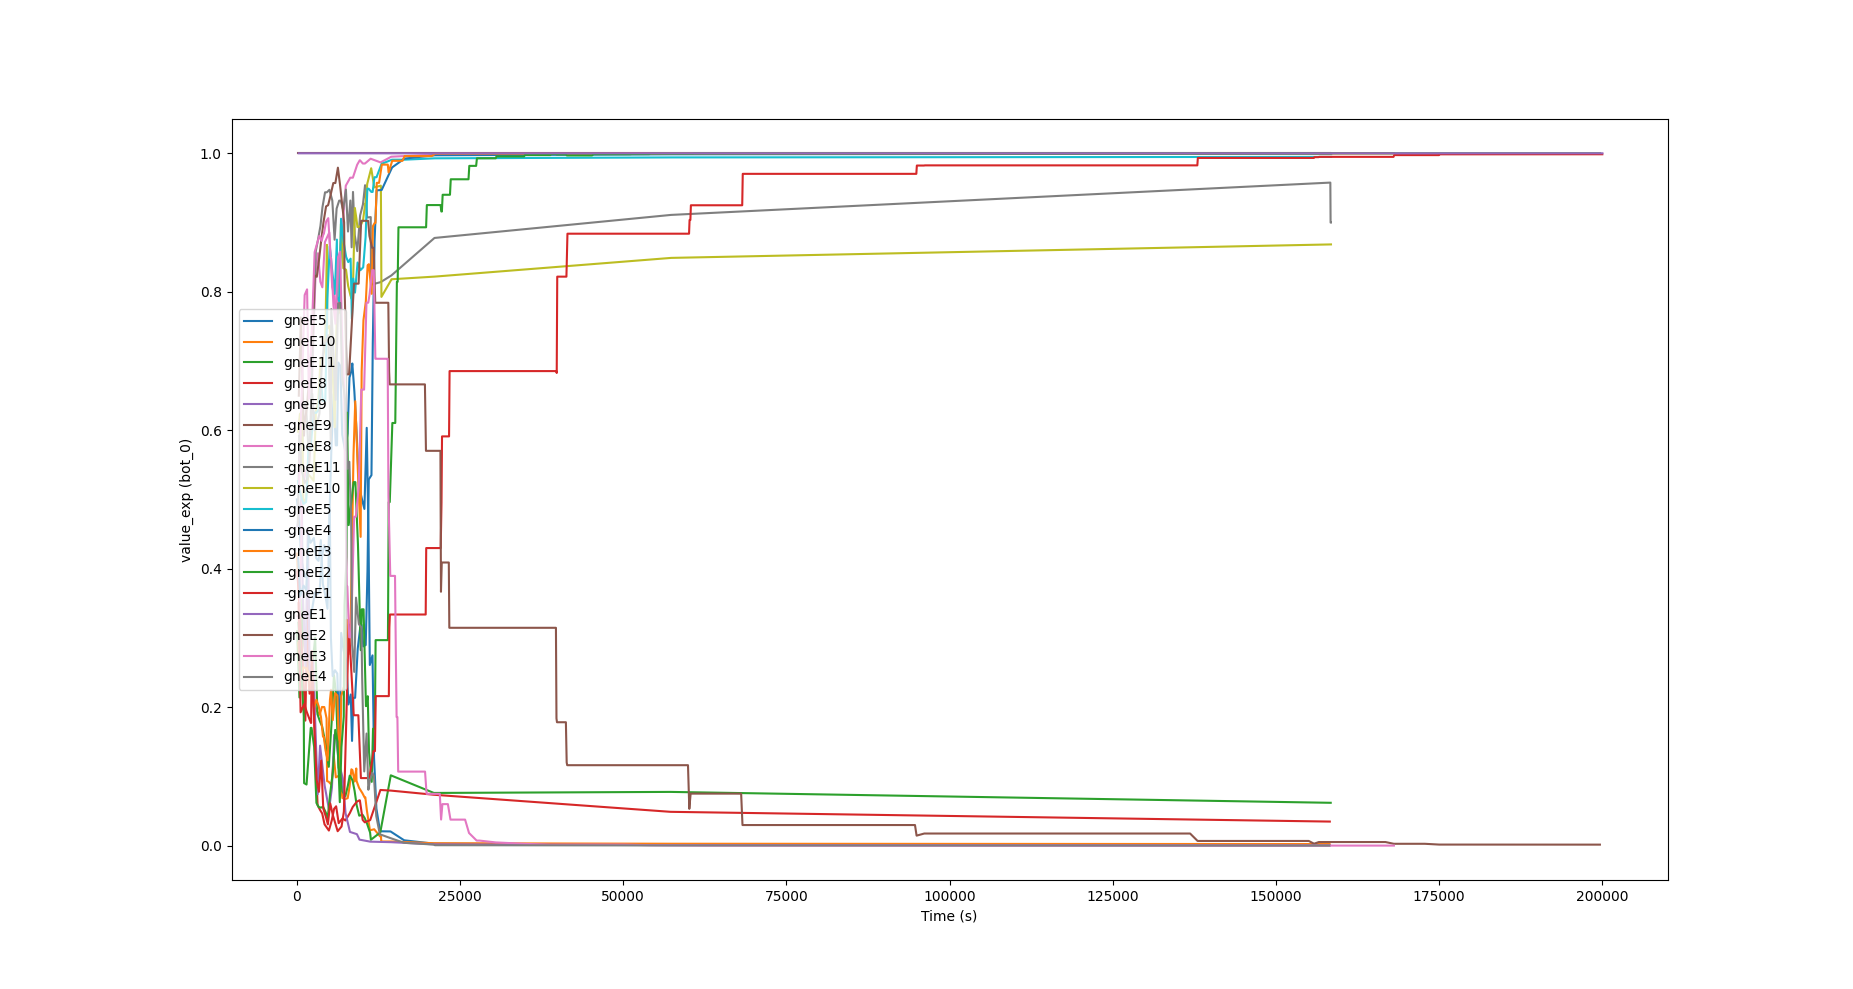 1.0
0.8
0.6
0.4
0.2
0.0
value_exp (bot_0)
gneE5
gneE10
gneE11
gneE8
gneE9
-gneE9
-gneE8
-gneE11
-gneE10
-gneE5
-gneE4
-gneE3
-gneE2
-gneE1
gneE1
gneE2
gneE3
gneE4
0 25000 50000 75000 100000 125000 150000 175000 200000
Time (s)